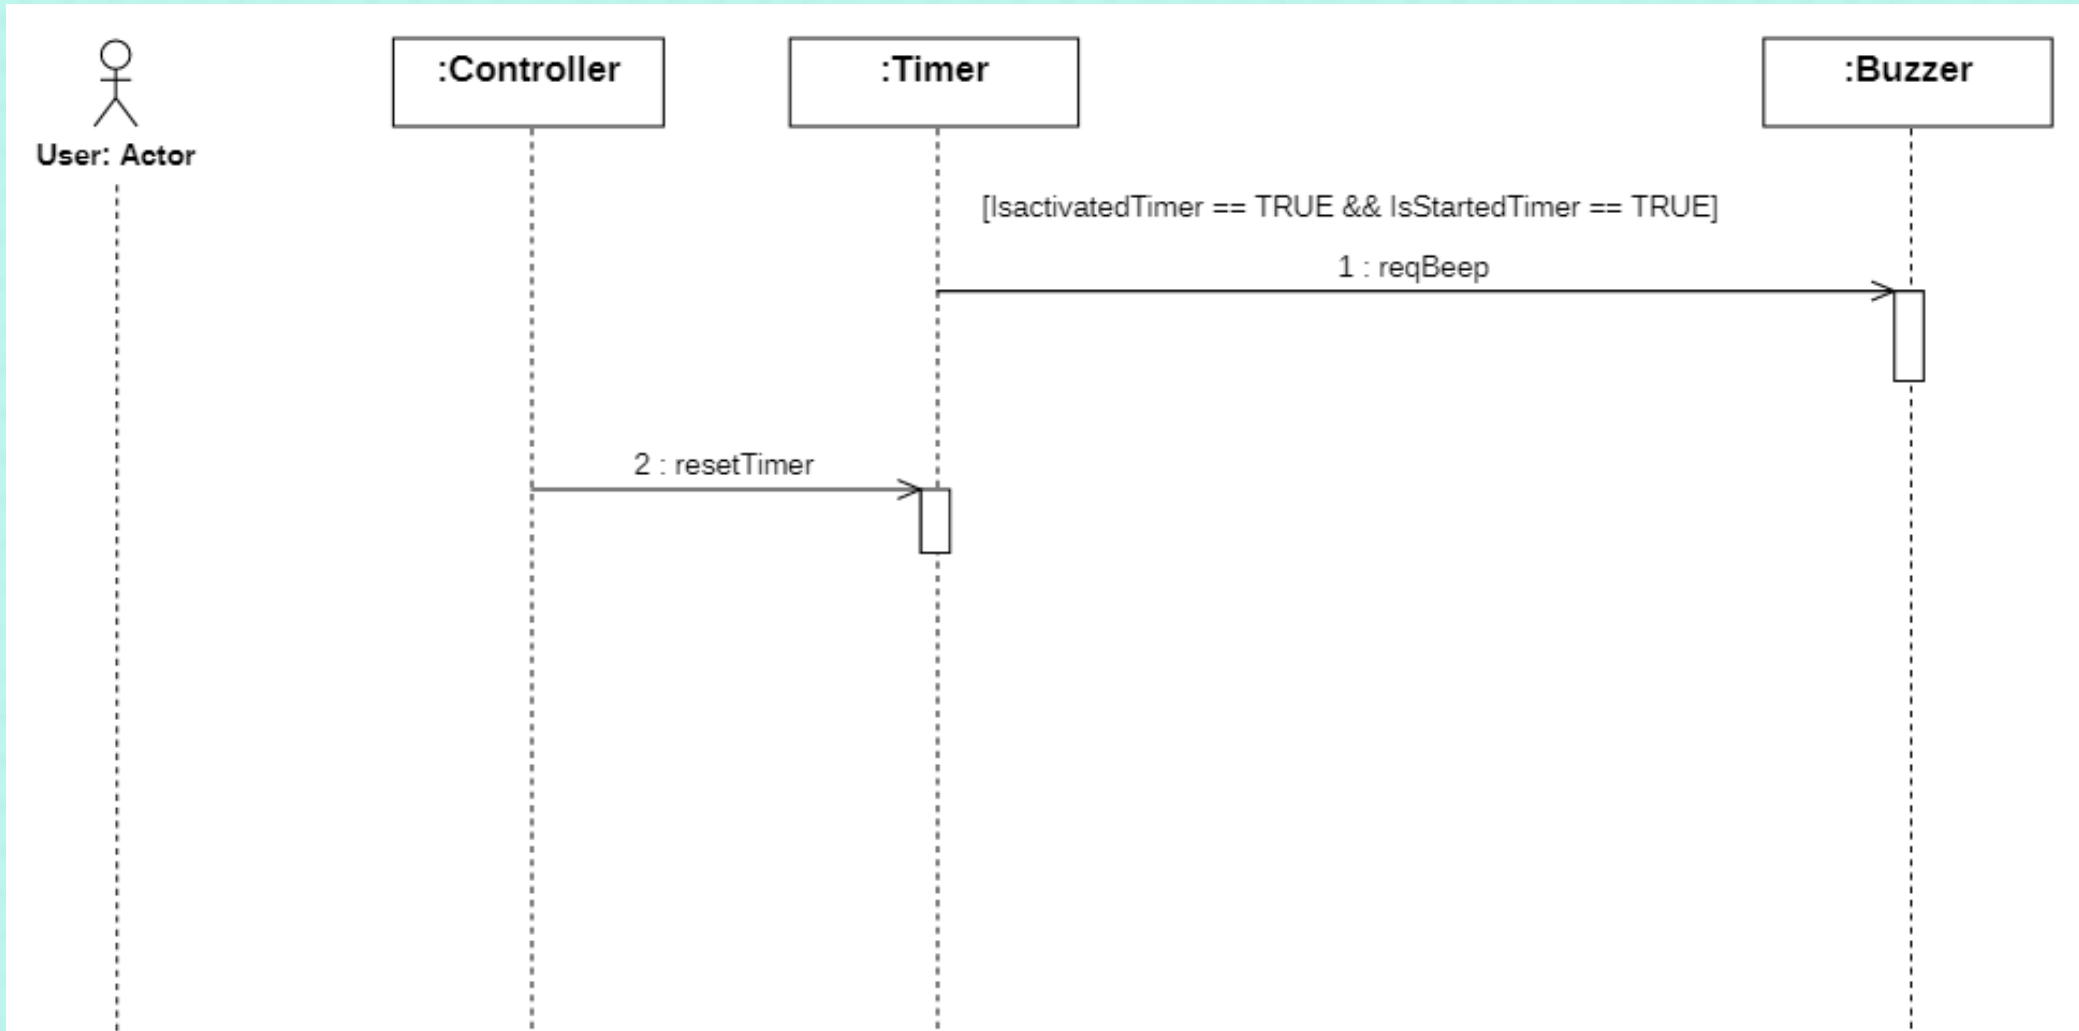 :Controller
:Timer
:Buzzer
User: Actor
[IsactivatedTimer == TRUE && IsStartedTimer == TRUE]
1 : reqBeep
2 : resetTimer